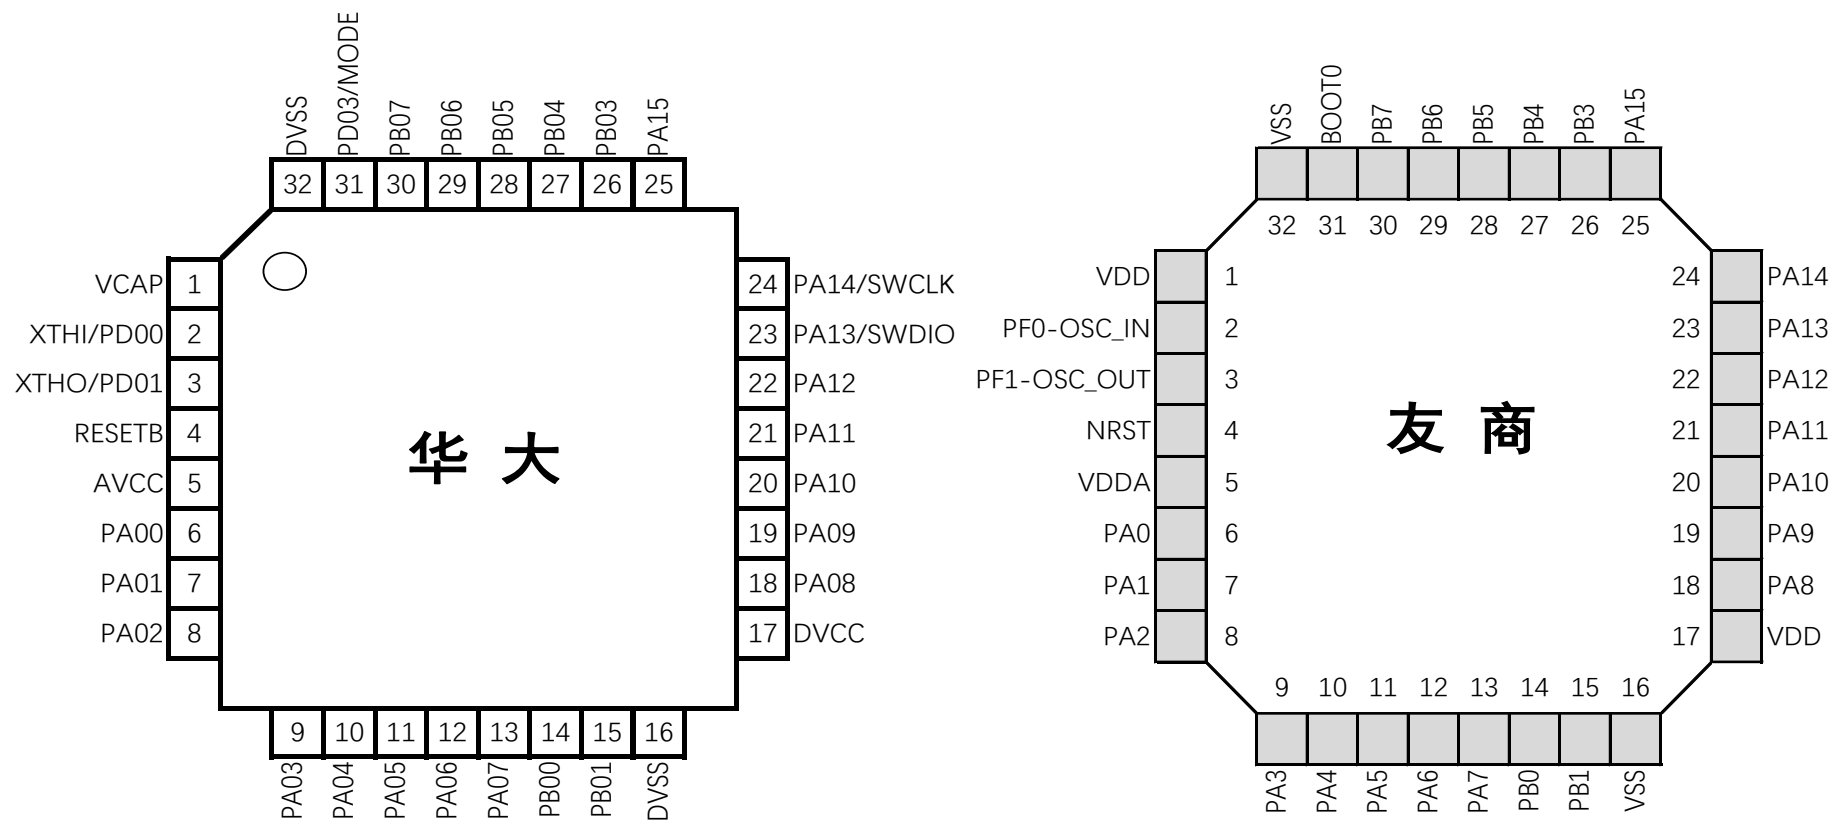 DVSS
PD03/MODE
PB07
PB06
PB05
PB04
PB03
PA15
32 31 30 29 28 27 26 25
VCAP 1
XTHI/PD00 2
XTHO/PD01 3
RESETB 4
AVCC 5
PA00 6
PA01 7
PA02 8
华 大
24 PA14/SWCLK
23 PA13/SWDIO
22 PA12
21 PA11
20 PA10
19 PA09
18 PA08
17 DVCC
9 10 11 12 13 14 15 16
PA03
PA04
PA05
PA06
PA07
PB00
PB01
DVSS
VSS
BOOT0
PB7
PB6
PB5
PB4
PB3
PA15
32 31 30 29 28 27 26 25
VDD 1
PF0-OSC_IN 2
PF1-OSC_OUT 3
NRST 4
VDDA 5
PA0 6
PA1 7
PA2 8
友 商
24 PA14
23 PA13
22 PA12
21 PA11
20 PA10
19 PA9
18 PA8
17 VDD
9 10 11 12 13 14 15 16
PA3
PA4
PA5
PA6
PA7
PB0
PB1
VSS